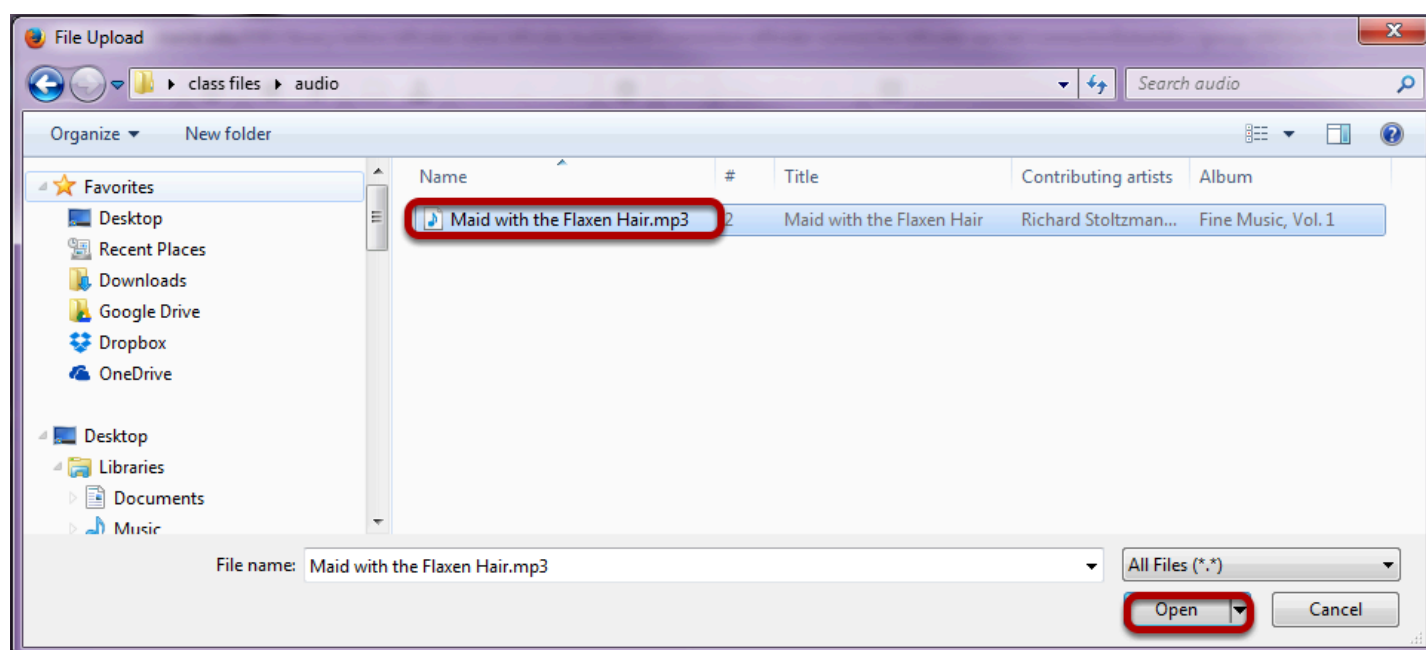 File Upload
class files audio Search audio
Organize New folder
Name # Title Contributing artists Album
Maid with the Flaxen Hair.mp3 2 Maid with the Flaxen Hair Richard Stoltzman... Fine Music, Vol. 1
Favorites
Desktop
Recent Places
Downloads
Google Drive
Dropbox
OneDrive
Desktop
Libraries
Documents
Music
File name: Maid with the Flaxen Hair.mp3 All Files (*.*)
Open Cancel